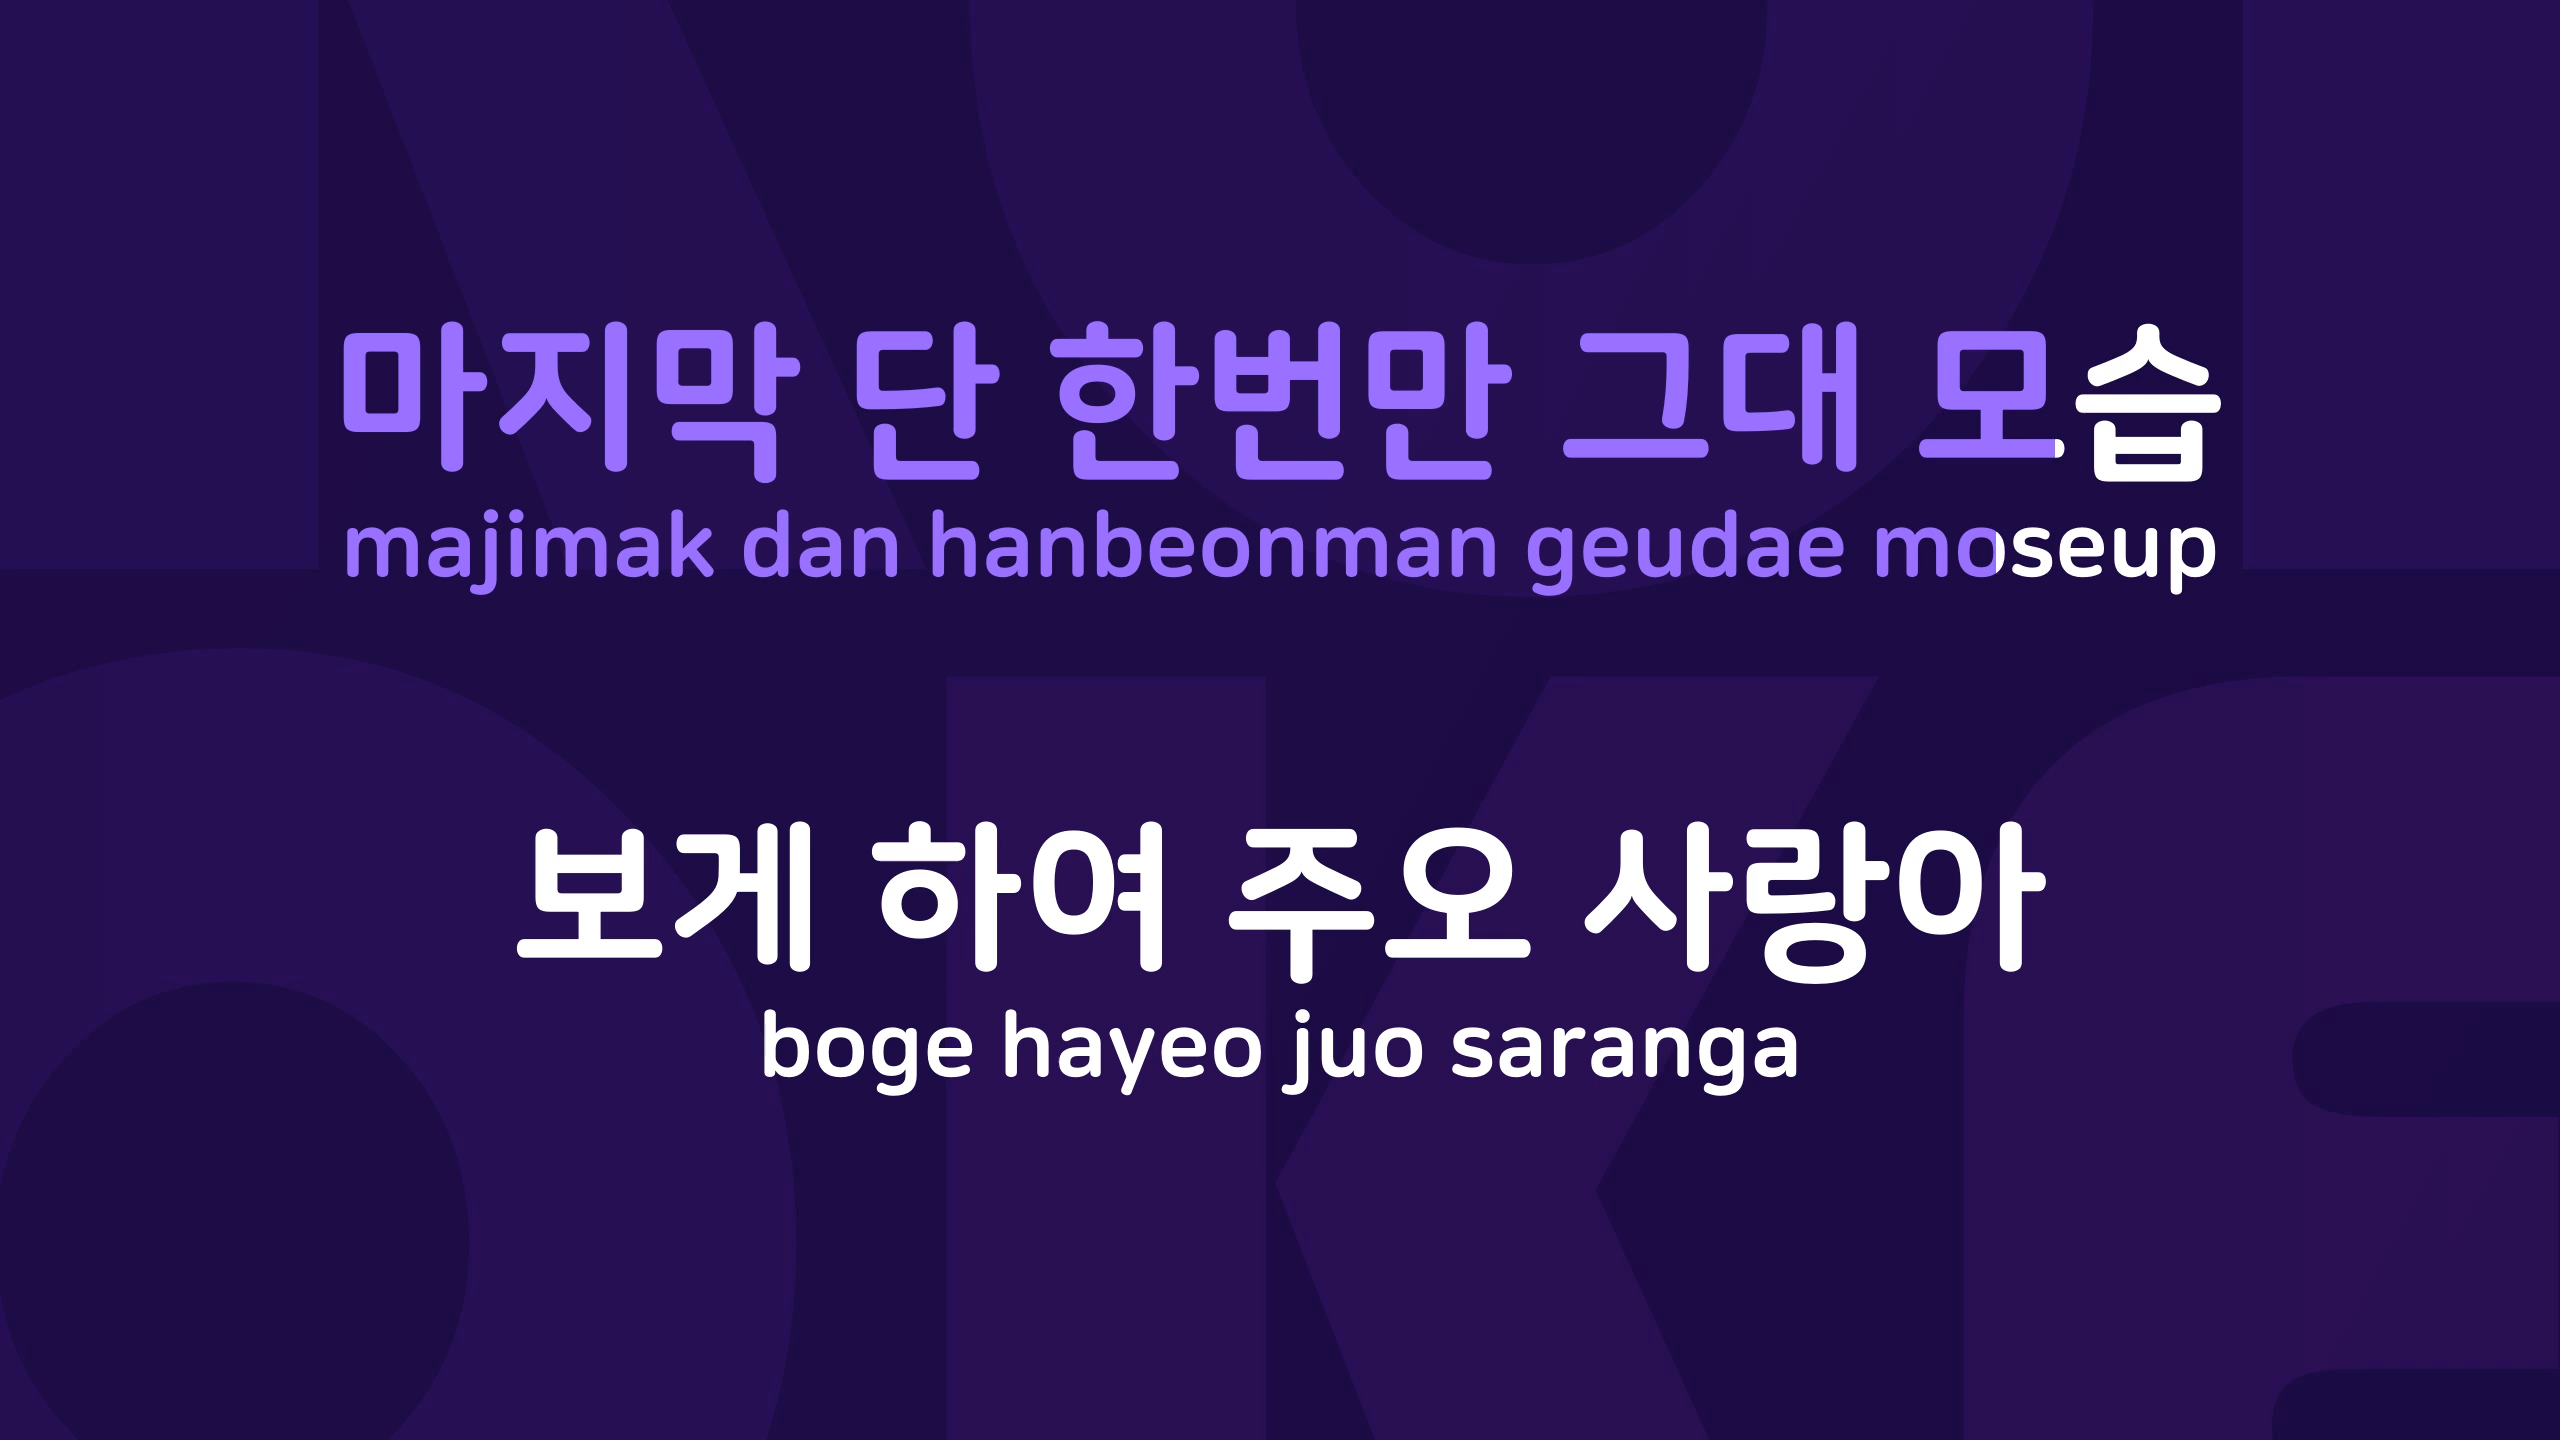 마지막 단 한번만 그대 모습
majimak dan hanbeonman geudae moseup
보게 하여 주오 사랑아
boge hayeo juo saranga